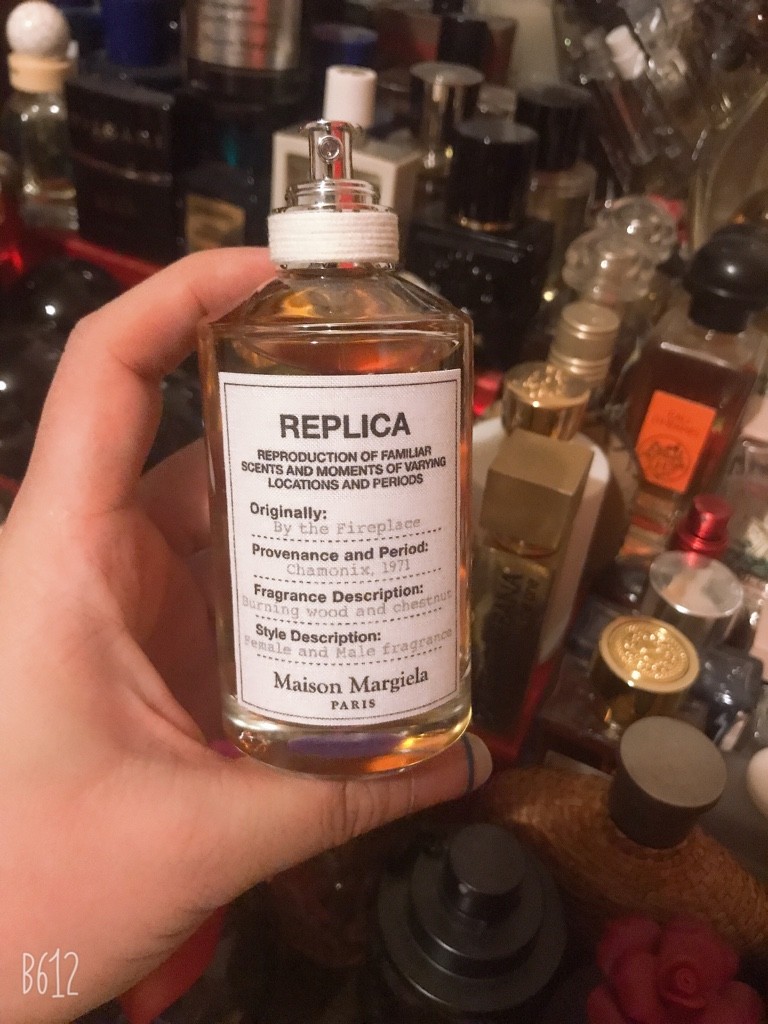 REPLICA
REPRODUCTION OF FAMILIAR
SCENTS AND MOMENTS OF VARYING
LOCATIONS AND PERIODS
Originally:
By the Fireplace
Provenance and Period:
Chamonix, 1971
Fragrance Description:
Burning wood and chestnut
Style Description:
Female and Male fragrance
Maison Margiela
PARIS
B612